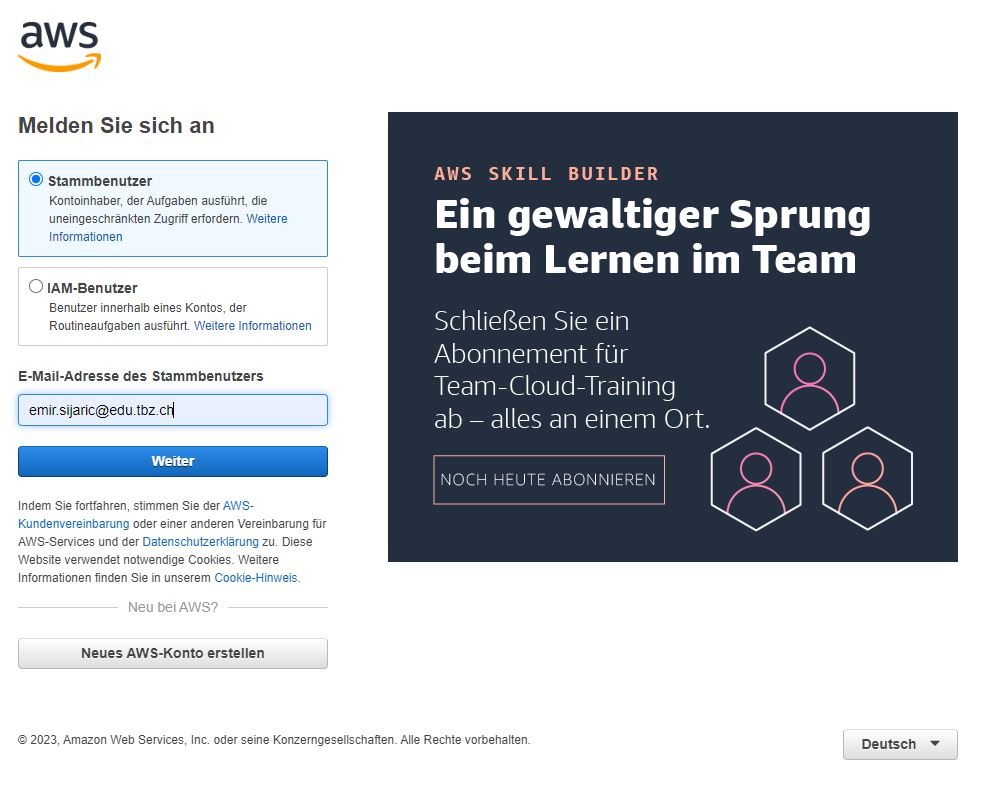 aws
Melden Sie sich an
Stammbenutzer
Kontoinhaber, der Aufgaben ausführt, die
uneingeschränkten Zugriff erfordern. Weitere
Informationen
IAM-Benutzer
Benutzer innerhalb eines Kontos, der
Routineaufgaben ausführt. Weitere Informationen
E-Mail-Adresse des Stammbenutzers
emir.sijaric@edu.tbz.ch
Weiter
Indem Sie fortfahren, stimmen Sie der AWS-
Kundenvereinbarung oder einer anderen Vereinbarung für
AWS-Services und der Datenschutzerklärung zu. Diese
Website verwendet notwendige Cookies. Weitere
Informationen finden Sie in unserem Cookie-Hinweis.
Neu bei AWS?
Neues AWS-Konto erstellen
AWS SKILL BUILDER
Ein gewaltiger Sprung
beim Lernen im Team
Schließen Sie ein
Abonnement für
Team-Cloud-Training
ab – alles an einem Ort.
NOCH HEUTE ABONNIEREN
© 2023, Amazon Web Services, Inc. oder seine Konzerngesellschaften. Alle Rechte vorbehalten.
Deutsch